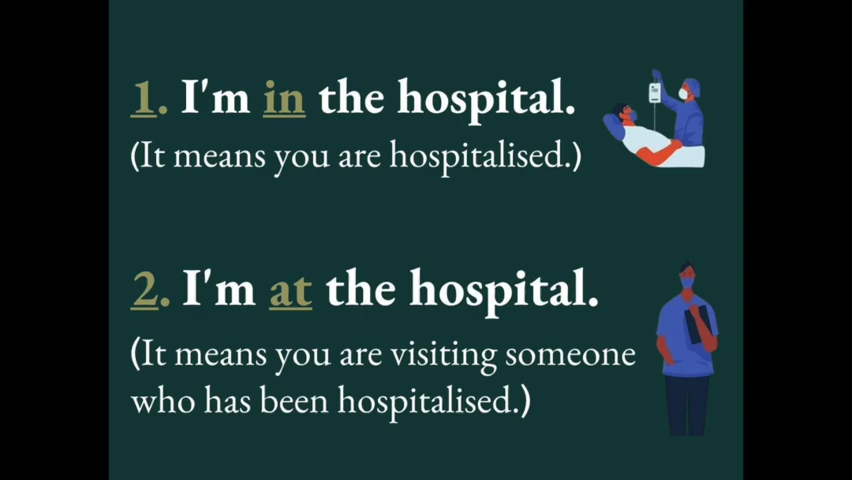 1. I'm in the hospital.
(It means you are hospitalised.)
2. I'm at the hospital.
(It means you are visiting someone
who has been hospitalised.)